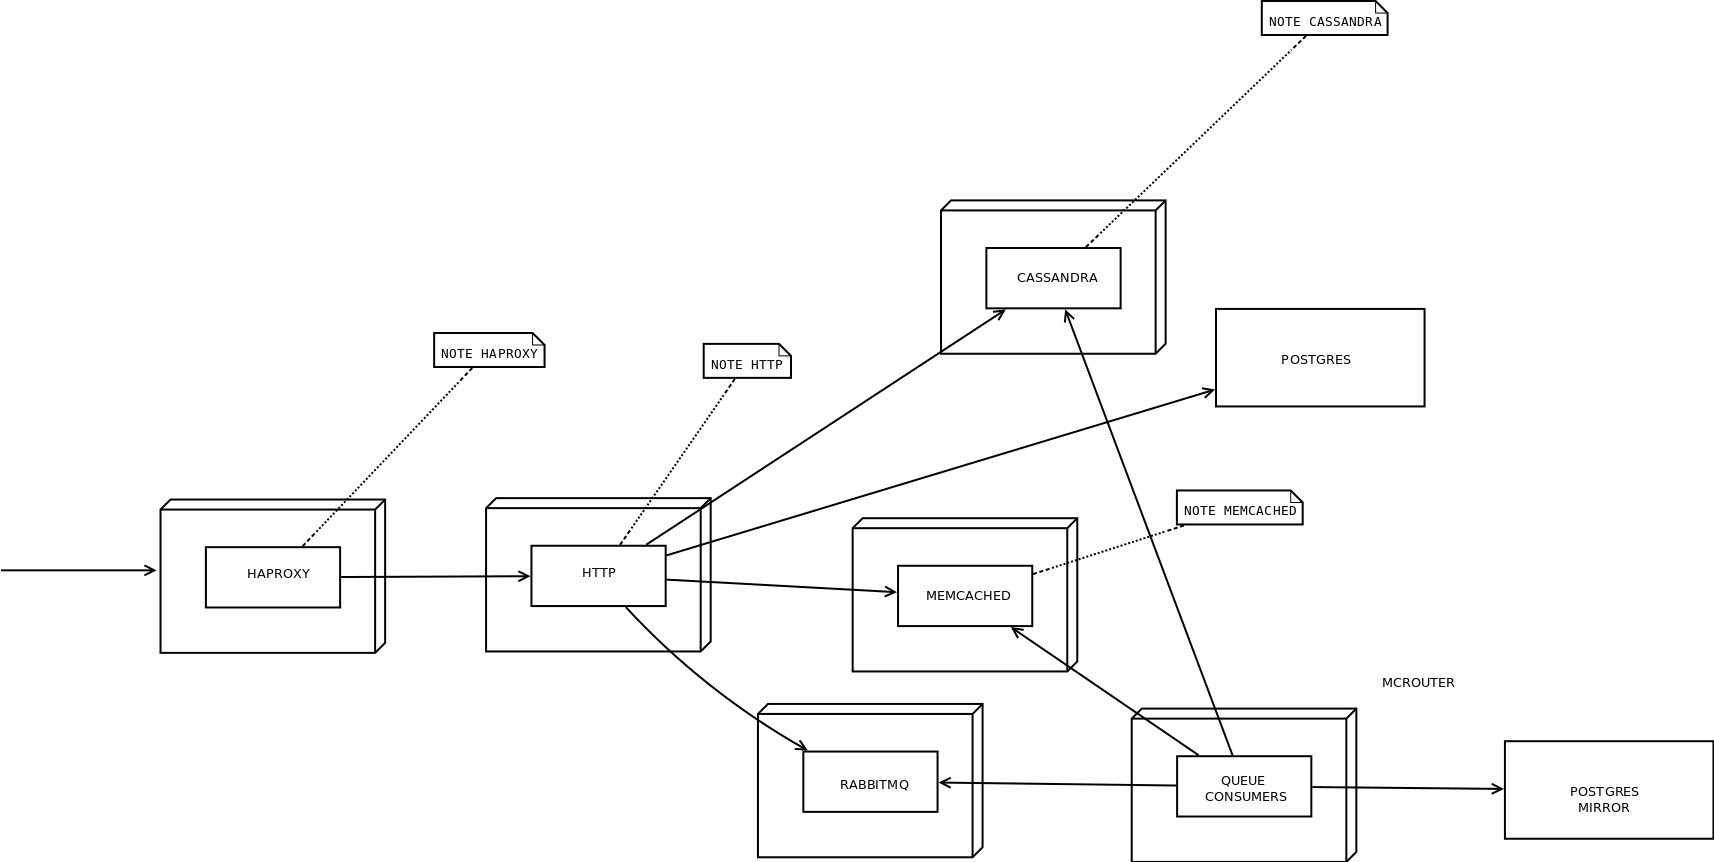 NOTE CASSANDRA
CASSANDRA
NOTE HAPROXY
NOTE HTTP
POSTGRES
NOTE MEMCACHED
HAPROXY
HTTP
MEMCACHED
MCROUTER
RABBITMQ
QUEUE
CONSUMERS
POSTGRES
MIRROR